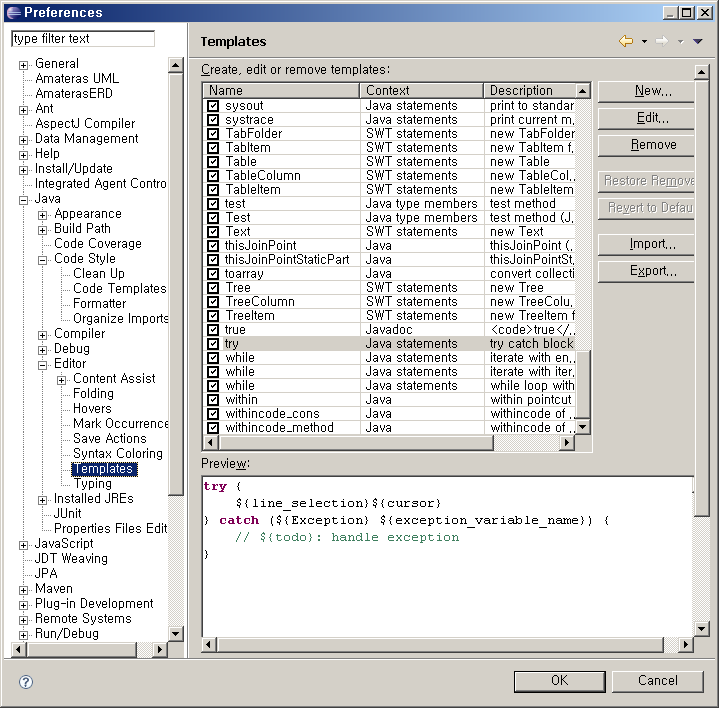 Preferences
type filter text
General
Amateras UML
AmaterasERD
Ant
AspectJ Compiler
Data Management
Help
Install/Update
Integrated Agent Contro
Java
Appearance
Build Path
Code Coverage
Code Style
Clean Up
Code Templates
Formatter
Organize Imports
Compiler
Debug
Editor
Content Assist
Folding
Hovers
Mark Occurrence
Save Actions
Syntax Coloring
Templates
Typing
Installed JREs
JUnit
Properties Files Edit
JavaScript
JDT Weaving
JPA
Maven
Plug-in Development
Remote Systems
Run/Debug
Templates
Create, edit or remove templates:
Name Context Description
sysout Java statements print to standar
systrace Java statements print current m...
TabFolder SWT statements new TabFolder
TabItem SWT statements new TabItem f...
Table SWT statements new Table
TableColumn SWT statements new TableCol...
TableItem SWT statements new TableItem
test Java type members test method
Test Java type members test method (J...
Text SWT statements new Text
thisJoinPoint Java thisJoinPoint (...
thisJoinPointStaticPart Java thisJoinPointSt...
toarray Java convert collecti
Tree SWT statements new Tree
TreeColumn SWT statements new TreeColu...
TreeItem SWT statements new TreeItem f
true Javadoc <code>true</...
try Java statements try catch block
while Java statements iterate with en...
while Java statements iterate with iter...
while Java statements while loop with
within Java within pointcut
withincode_cons Java withincode of ...
withincode_method Java withincode of ...
New...
Edit...
Remove
Restore Remove
Revert to Defau
Import...
Export...
Preview:
try {
    ${line_selection}${cursor}
} catch (${Exception} ${exception_variable_name}) {
    // ${todo}: handle exception
}
?
OK
Cancel